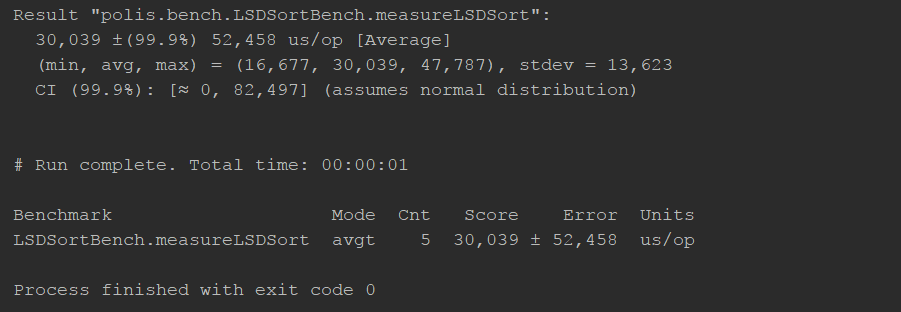 Result "polis.bench.LSDSortBench.measureLSDSort":
  30,039 ±(99.9%) 52,458 us/op [Average]
  (min, avg, max) = (16,677, 30,039, 47,787), stdev = 13,623
  CI (99.9%): [≈ 0, 82,497] (assumes normal distribution)
# Run complete. Total time: 00:00:01
Benchmark                     Mode  Cnt   Score    Error  Units
LSDSortBench.measureLSDSort  avgt    5  30,039 ± 52,458  us/op
Process finished with exit code 0